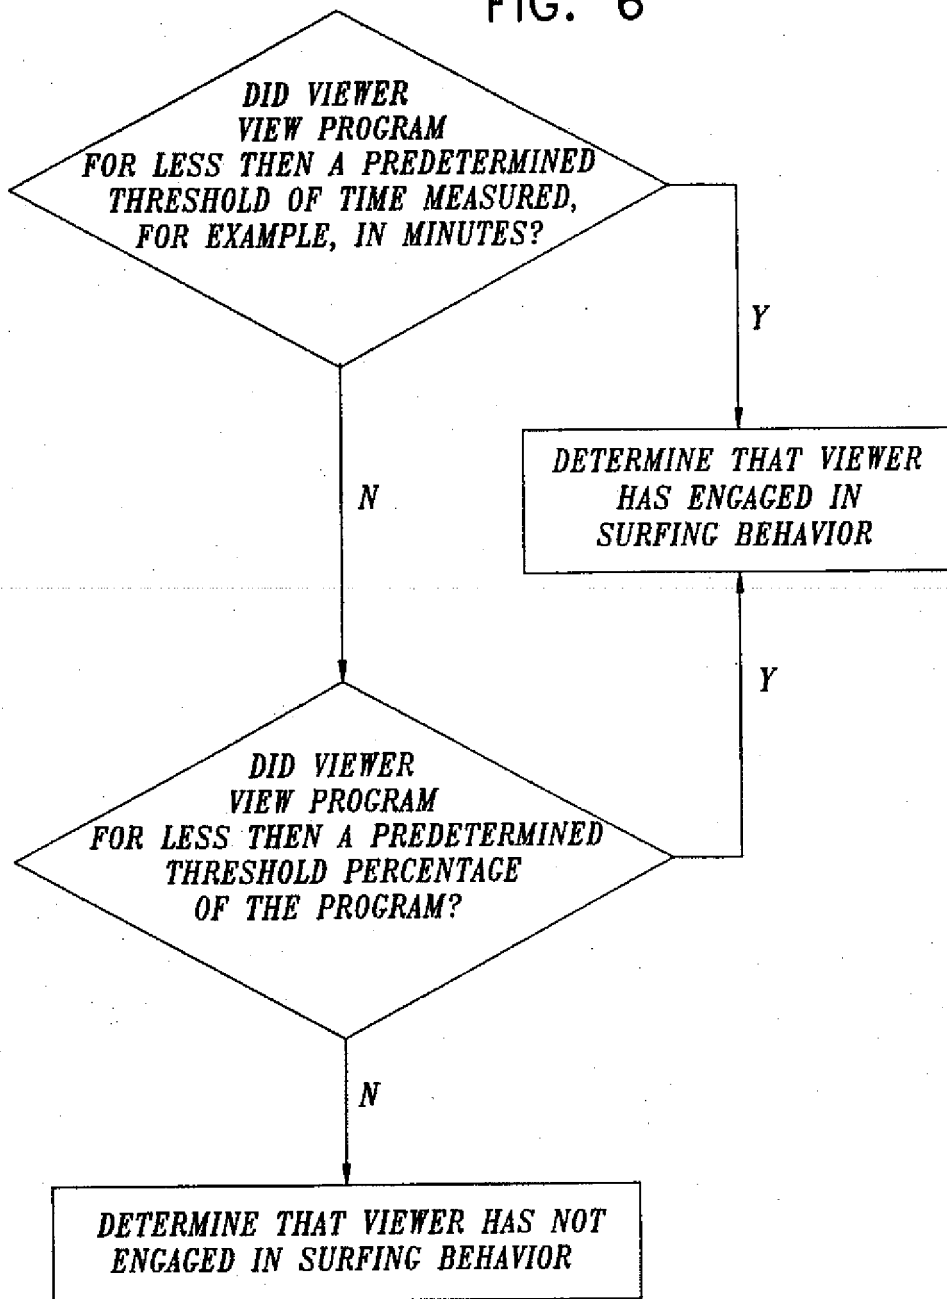 FIG. 6
DID VIEWER
VIEW PROGRAM
FOR LESS THEN A PREDETERMINED
THRESHOLD OF TIME MEASURED,
FOR EXAMPLE, IN MINUTES?
Y
N
DETERMINE THAT VIEWER
HAS ENGAGED IN
SURFING BEHAVIOR
Y
DID VIEWER
VIEW PROGRAM
FOR LESS THEN A PREDETERMINED
THRESHOLD PERCENTAGE
OF THE PROGRAM?
N
DETERMINE THAT VIEWER HAS NOT
ENGAGED IN SURFING BEHAVIOR